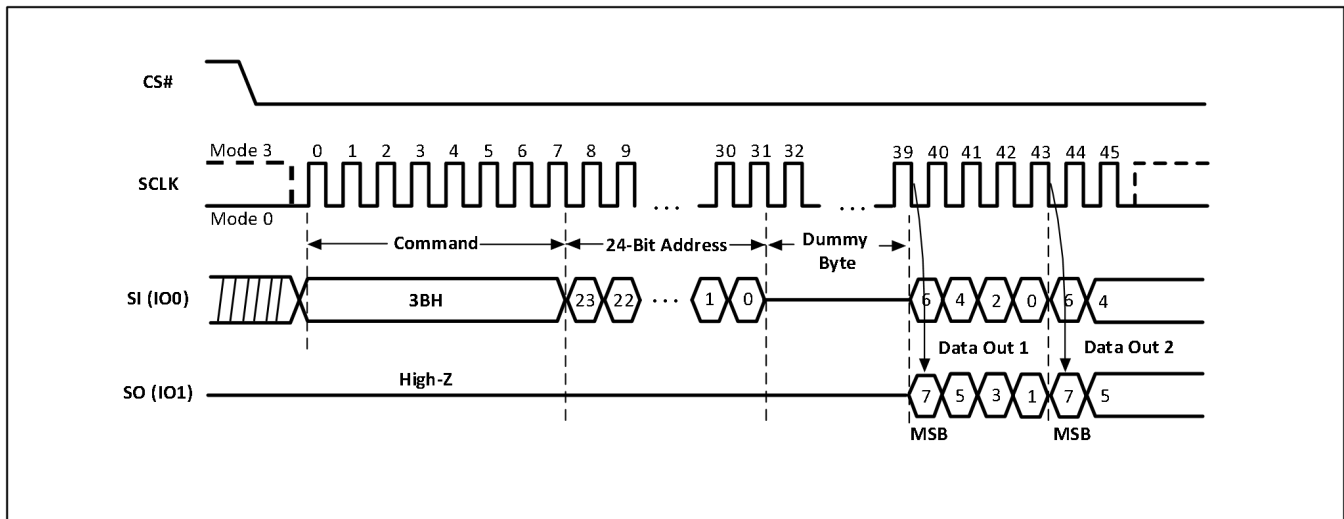 CS#
Mode 3 0 1 2 3 4 5 6 7 8 9 30 31 32 39 40 41 42 43 44 45
SCLK
Mode 0
... ...
Command 24-Bit Address Dummy
Byte
SI (IO0) 3BH 23 22 ... 1 0 6 4 2 0 6 4
Data Out 1 Data Out 2
High-Z
SO (IO1) 7 5 3 1 7 5
MSB MSB